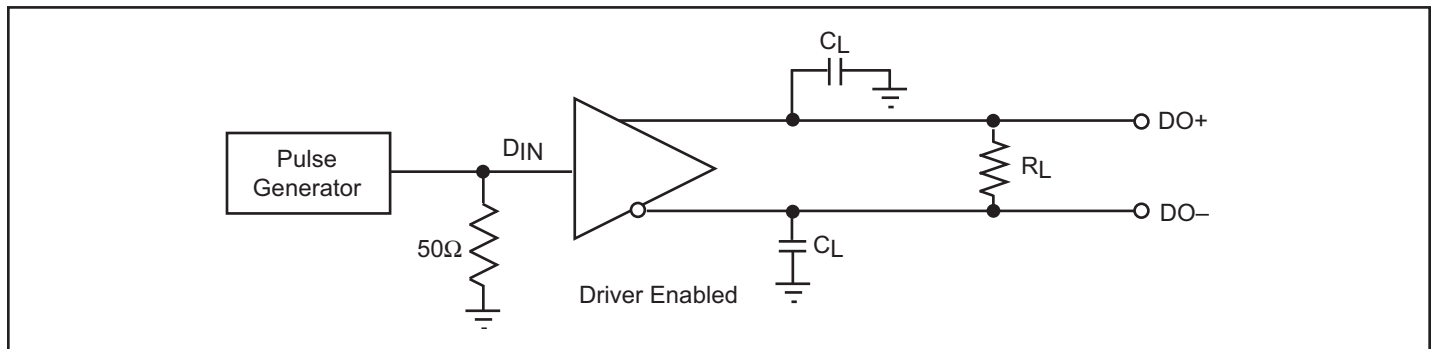 CL
DO+
Pulse
Generator
DIN
RL
DO–
50Ω
CL
Driver Enabled